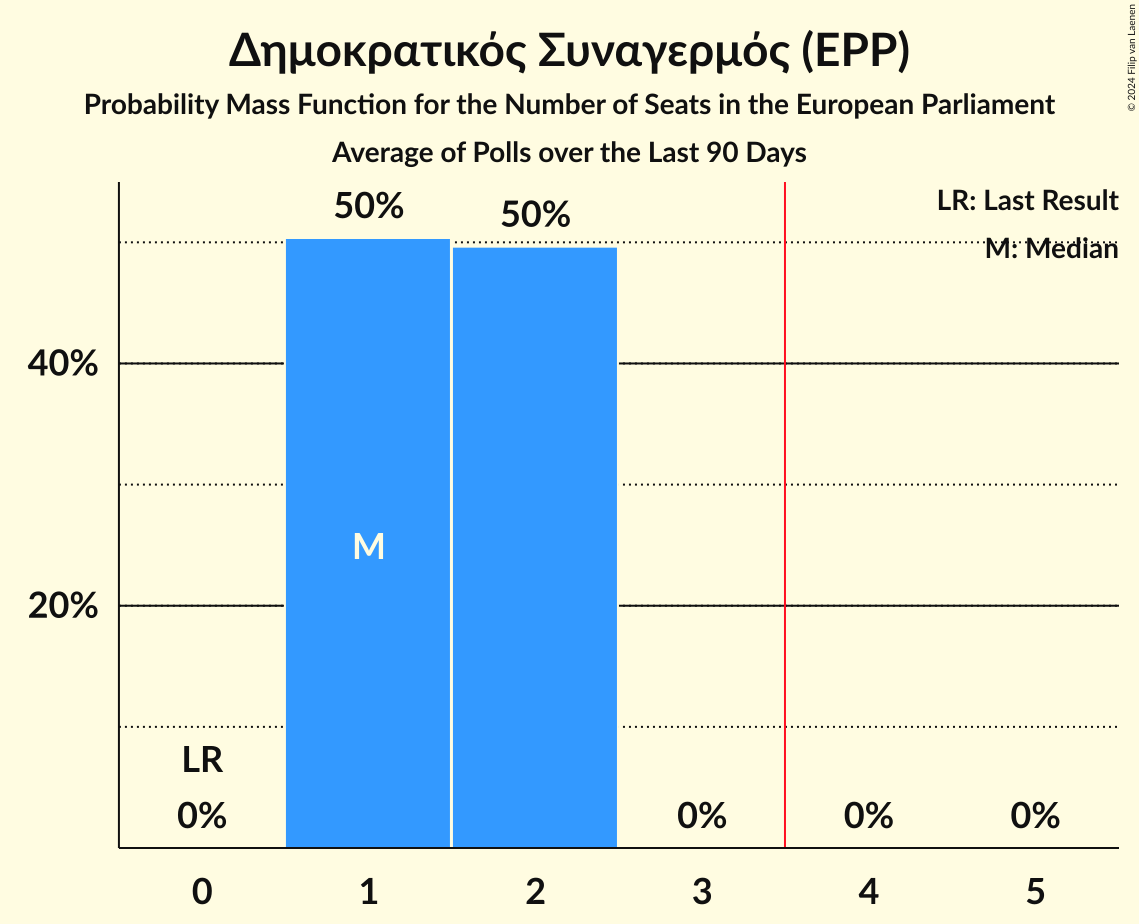 Δημοκρατικός Συναγερμός (EPP)
Probability Mass Function for the Number of Seats in the European Parliament
Average of Polls over the Last 90 Days
© 2024 Filip van Laenen
LR: Last Result
M: Median
50%
50%
40%
20%
M
LR
0%
0%
0%
0%
0
1
2
3
4
5